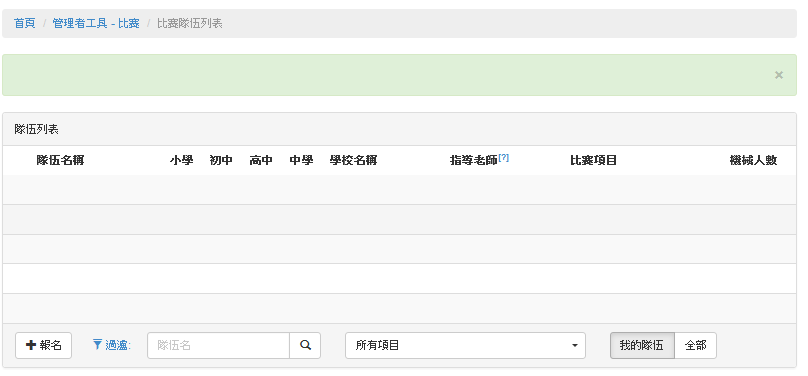 首頁 / 管理者工具 - 比賽 / 比賽隊伍列表
×
隊伍列表
隊伍名稱 小學 初中 高中 中學 學校名稱 指導老師[?] 比賽項目 機械人數
報名 過濾: 隊伍名 所有項目 我的隊伍 全部